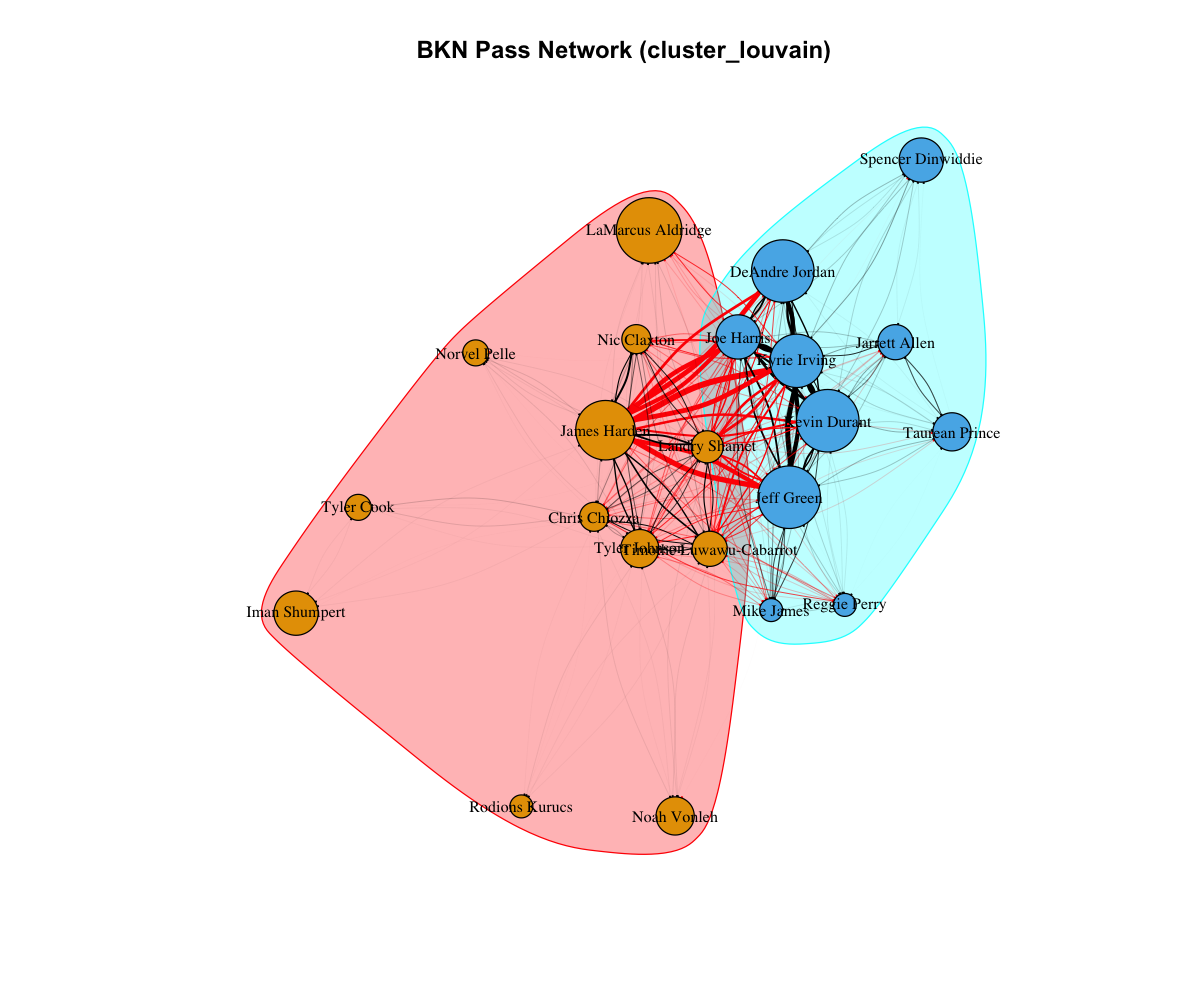 BKN Pass Network (cluster_louvain)
Spencer Dinwiddie
LaMarcus Aldridge
DeAndre Jordan
Nic Claxton
Joe Harris
Jarrett Allen
Norvel Pelle
Kyrie Irving
James Harden
Kevin Durant
Taurean Prince
Landry Shamet
Jeff Green
Tyler Cook
Chris Chiozza
Tyler Johnson
Timothe Luwawu-Cabarrot
Iman Shumpert
Mike James
Reggie Perry
Rodions Kurucs
Noah Vonleh